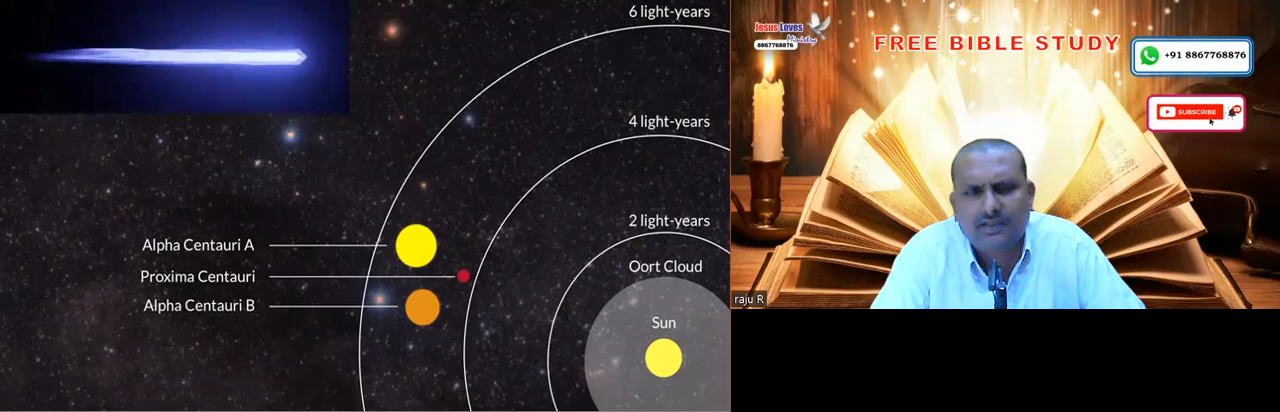 6 light-years
4 light-years
2 light-years
Oort Cloud
Sun
Alpha Centauri A
Proxima Centauri
Alpha Centauri B
Jesus Loves
Ministry
8867768876
FREE BIBLE STUDY
+91 8867768876
SUBSCRIBE
raju R